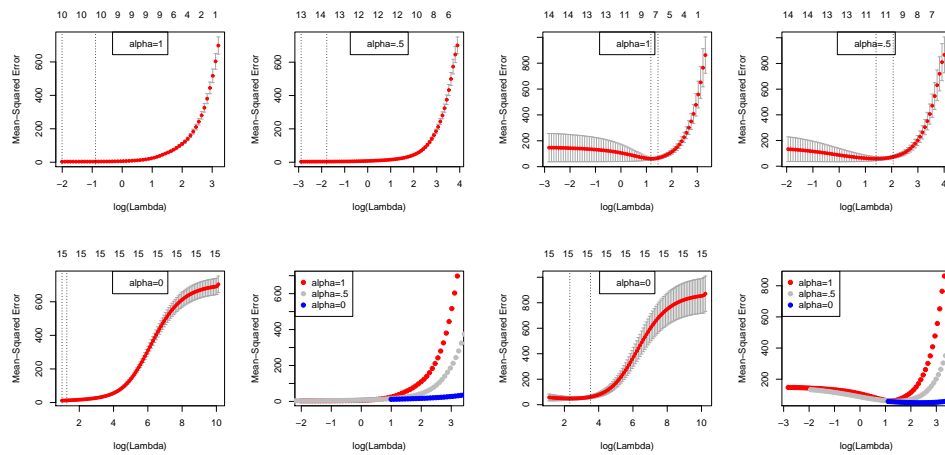 10 10 10 9 9 6 4 2 1
alpha=1
Mean−Squared Error
0 200 400 600
−2 −1 0 1 2 3
log(Lambda)
13 12 12 12 10 8 6
alpha=.5
Mean−Squared Error
0 200 400 600
−3 −2 −1 0 1 2 3 4
log(Lambda)
14 14 13 13 11 9 7 5 4 1
alpha=1
Mean−Squared Error
0 200 400 600 800
−3 −2 −1 0 1 2 3
log(Lambda)
14 14 13 13 11 11 9 8 7
alpha=.5
Mean−Squared Error
0 200 400 600 800
−2 −1 0 1 2 3 4
log(Lambda)
15 15 15 15 15 15 15 15
alpha=0
Mean−Squared Error
0 200 400 600
2 4 6 8 10
log(Lambda)
alpha=1
alpha=.5
alpha=0
Mean−Squared Error
0 200 400 600
−2 −1 0 1 2 3
log(Lambda)
15 15 15 15 15 15 15 15
alpha=0
Mean−Squared Error
0 200 400 600 800
2 4 6 8 10
log(Lambda)
alpha=1
alpha=.5
alpha=0
Mean−Squared Error
200 400 600 800
−3 −2 −1 0 1 2 3
log(Lambda)